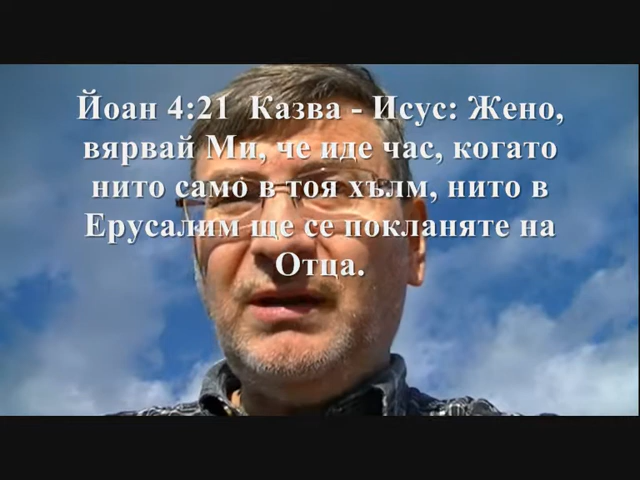 Йоан 4:21 Казва - Исус: Жено,
вярвай Ми, че иде час, когато
нито само в тоя хълм, нито в
Ерусалим ще се покланяте на
Отца.